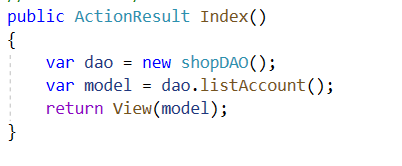 public ActionResult Index()
{
var dao = new shopDAO();
var model = dao.listAccount();
return View(model);
}